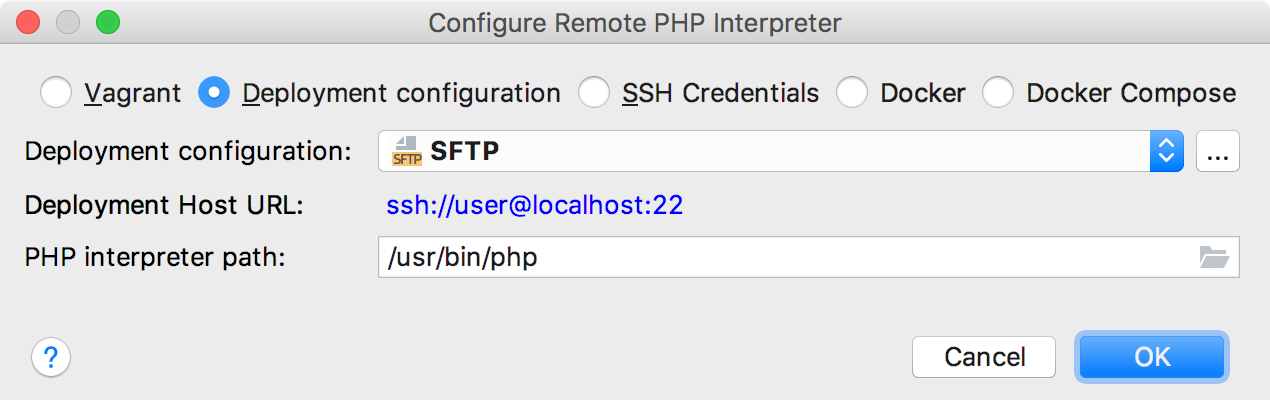 Configure Remote PHP Interpreter
Vagrant Deployment configuration SSH Credentials Docker Docker Compose
Deployment configuration: SFTP SFTP ...
Deployment Host URL: ssh://user@localhost:22
PHP interpreter path: /usr/bin/php
? Cancel OK